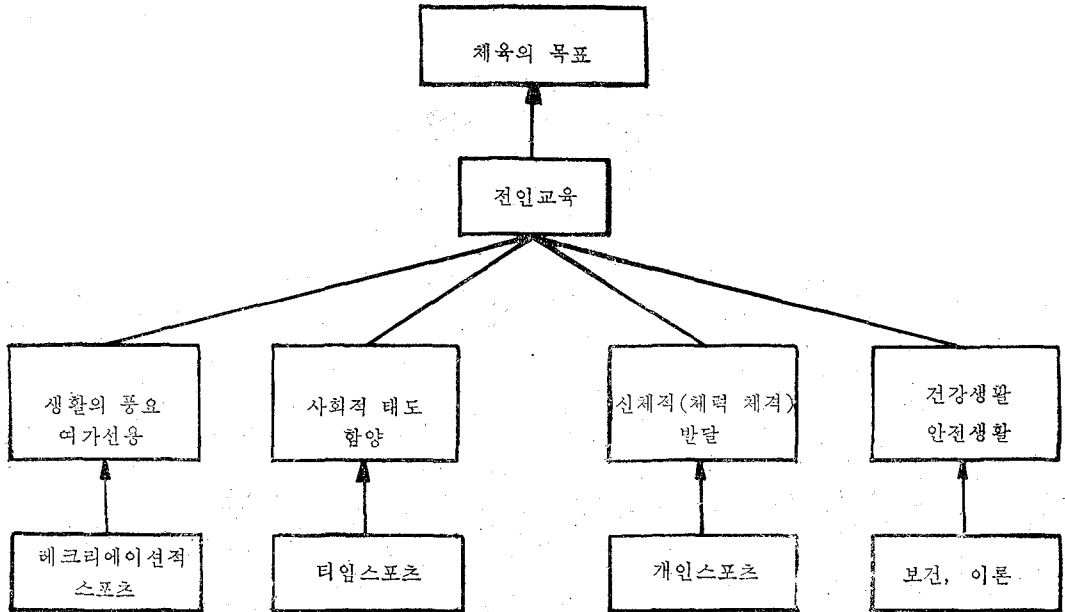 체육의 목표
전인교육
생활의 풍요
여가선용
사회적 태도
함양
신체적(체력 체격)
발달
건강생활
안전생활
레크리에이션적
스포츠
티임스포츠
개인스포츠
보건, 이론